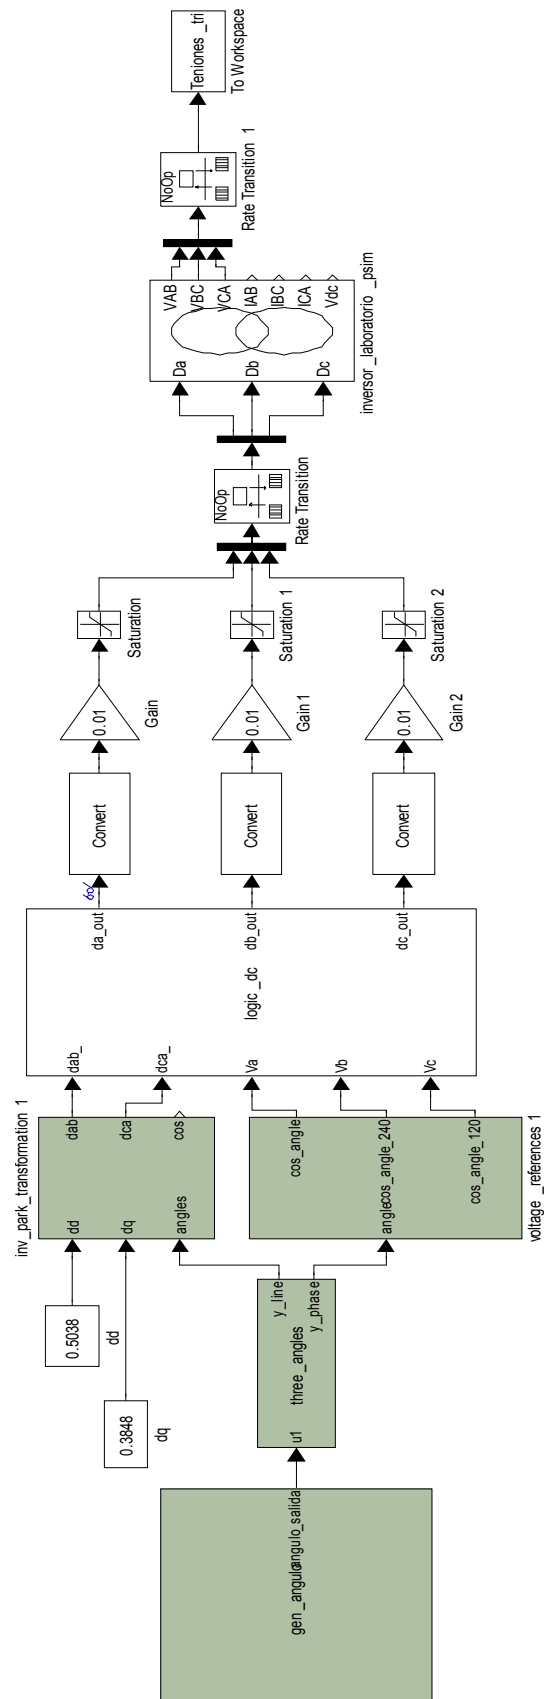 gen_angulo
angulo_salida
u1
three_angles
y_line
y_phase
0.3848
dq
0.5038
dd
inv_park_transformation 1
dd
dq
angles
dab
dca
cos
angle
cos_angle
cos_angle_240
cos_angle_120
voltage_references 1
dab_
dca_
Va
Vb
Vc
logic_dc
da_out
db_out
dc_out
Convert
Convert
Convert
0.01
Gain
0.01
Gain 1
0.01
Gain 2
Saturation
Saturation 1
Saturation 2
NoOp
Rate Transition
Da
Db
Dc
VAB
VBC
VCA
IAB
IBC
ICA
Vdc
inversor_laboratorio_psim
NoOp
Rate Transition 1
Teniones_tri
To Workspace